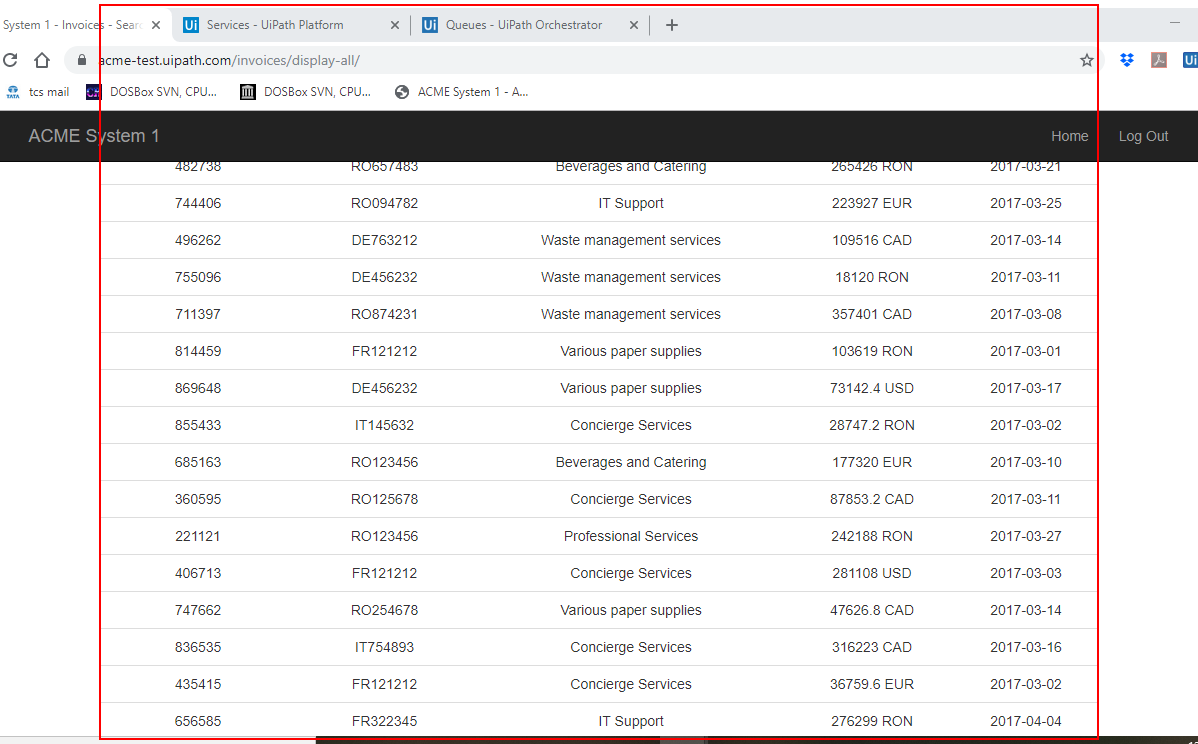 System 1 - Invoices - Searc Services - UiPath Platform Queues - UiPath Orchestrator
acme-test.uipath.com/invoices/display-all/
TATA tcs mail DOSBox SVN, CPU... DOSBox SVN, CPU... ACME System 1 - A...
ACME System 1 Home Log Out
482738 RO657483 Beverages and Catering 265426 RON 2017-03-21
744406 RO094782 IT Support 223927 EUR 2017-03-25
496262 DE763212 Waste management services 109516 CAD 2017-03-14
755096 DE456232 Waste management services 18120 RON 2017-03-11
711397 RO874231 Waste management services 357401 CAD 2017-03-08
814459 FR121212 Various paper supplies 103619 RON 2017-03-01
869648 DE456232 Various paper supplies 73142.4 USD 2017-03-17
855433 IT145632 Concierge Services 28747.2 RON 2017-03-02
685163 RO123456 Beverages and Catering 177320 EUR 2017-03-10
360595 RO125678 Concierge Services 87853.2 CAD 2017-03-11
221121 RO123456 Professional Services 242188 RON 2017-03-27
406713 FR121212 Concierge Services 281108 USD 2017-03-03
747662 RO254678 Various paper supplies 47626.8 CAD 2017-03-14
836535 IT754893 Concierge Services 316223 CAD 2017-03-16
435415 FR121212 Concierge Services 36759.6 EUR 2017-03-02
656585 FR322345 IT Support 276299 RON 2017-04-04